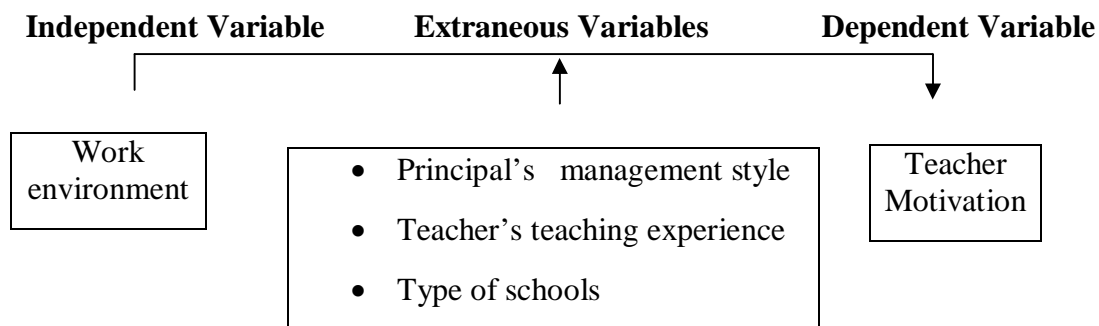 Independent Variable Extraneous Variables Dependent Variable
Work
environment
• Principal's management style
• Teacher's teaching experience
• Type of schools
Teacher
Motivation